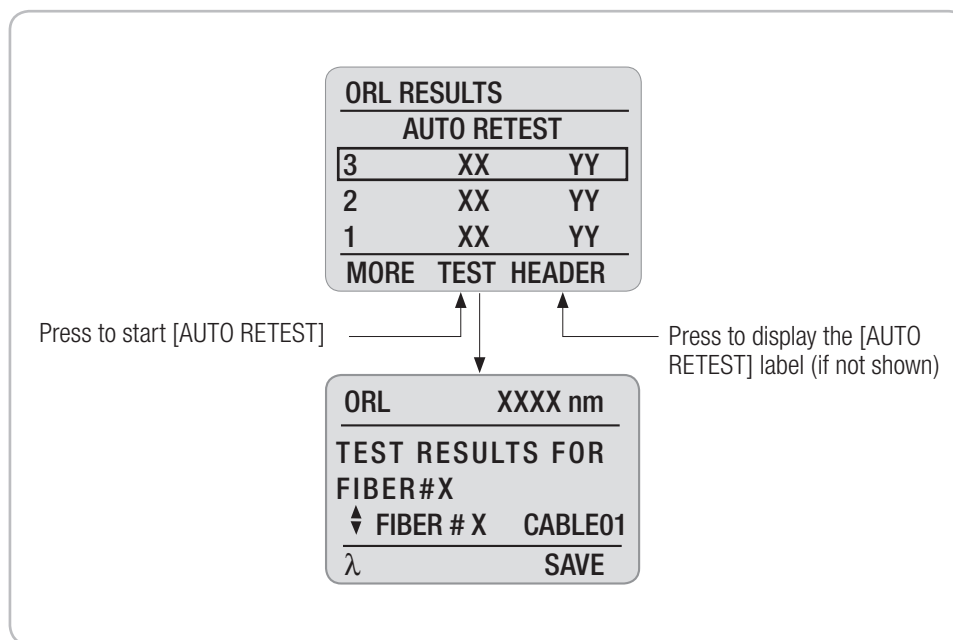 ORL RESULTS
AUTO RETEST
3 XX YY
2 XX YY
1 XX YY
MORE TEST HEADER
Press to start [AUTO RETEST]
Press to display the [AUTO
RETEST] label (if not shown)
ORL XXXX nm
TEST RESULTS FOR
FIBER#X
FIBER # X CABLE01
λ SAVE